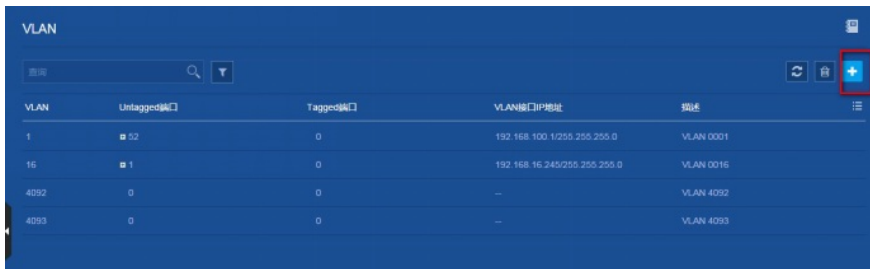 VLAN
查询
VLAN Untagged端口 Tagged端口 VLAN接口IP地址 描述
1 52 0 192.168.100.1/255.255.255.0 VLAN 0001
16 1 0 192.168.16.245/255.255.255.0 VLAN 0016
4092 0 0 -- VLAN 4092
4093 0 0 -- VLAN 4093